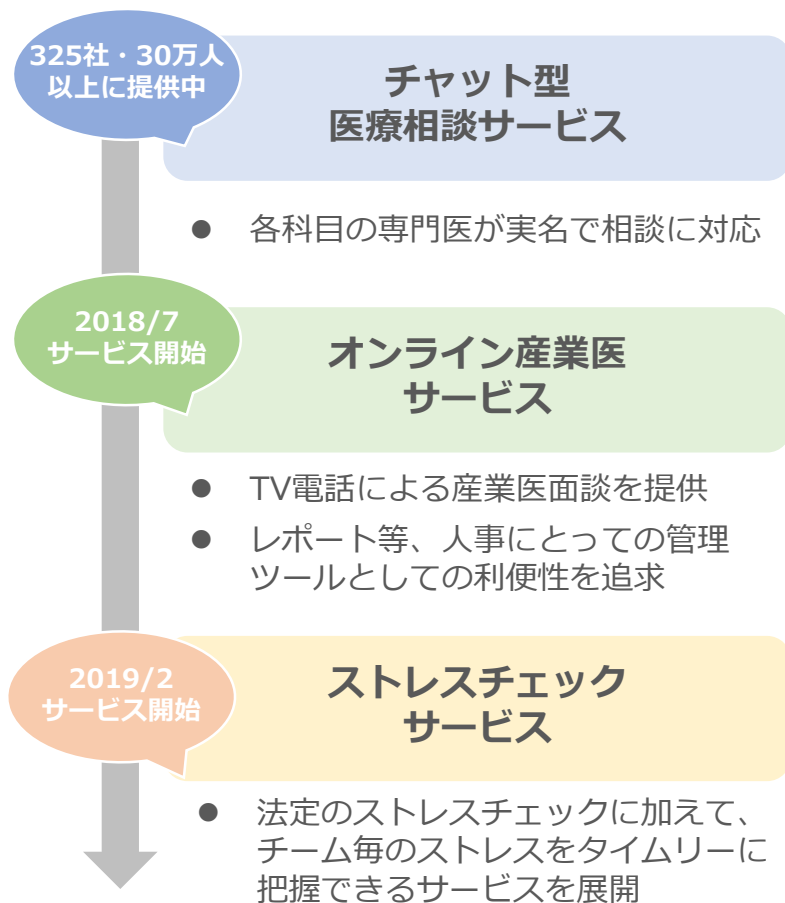 325社・30万人
以上に提供中
チャット型
医療相談サービス
● 各科目の専門医が実名で相談に対応
2018/7
サービス開始
オンライン産業医
サービス
● TV電話による産業医面談を提供
● レポート等、人事にとっての管理
ツールとしての利便性を追求
2019/2
サービス開始
ストレスチェック
サービス
● 法定のストレスチェックに加えて、
チーム毎のストレスをタイムリーに
把握できるサービスを展開